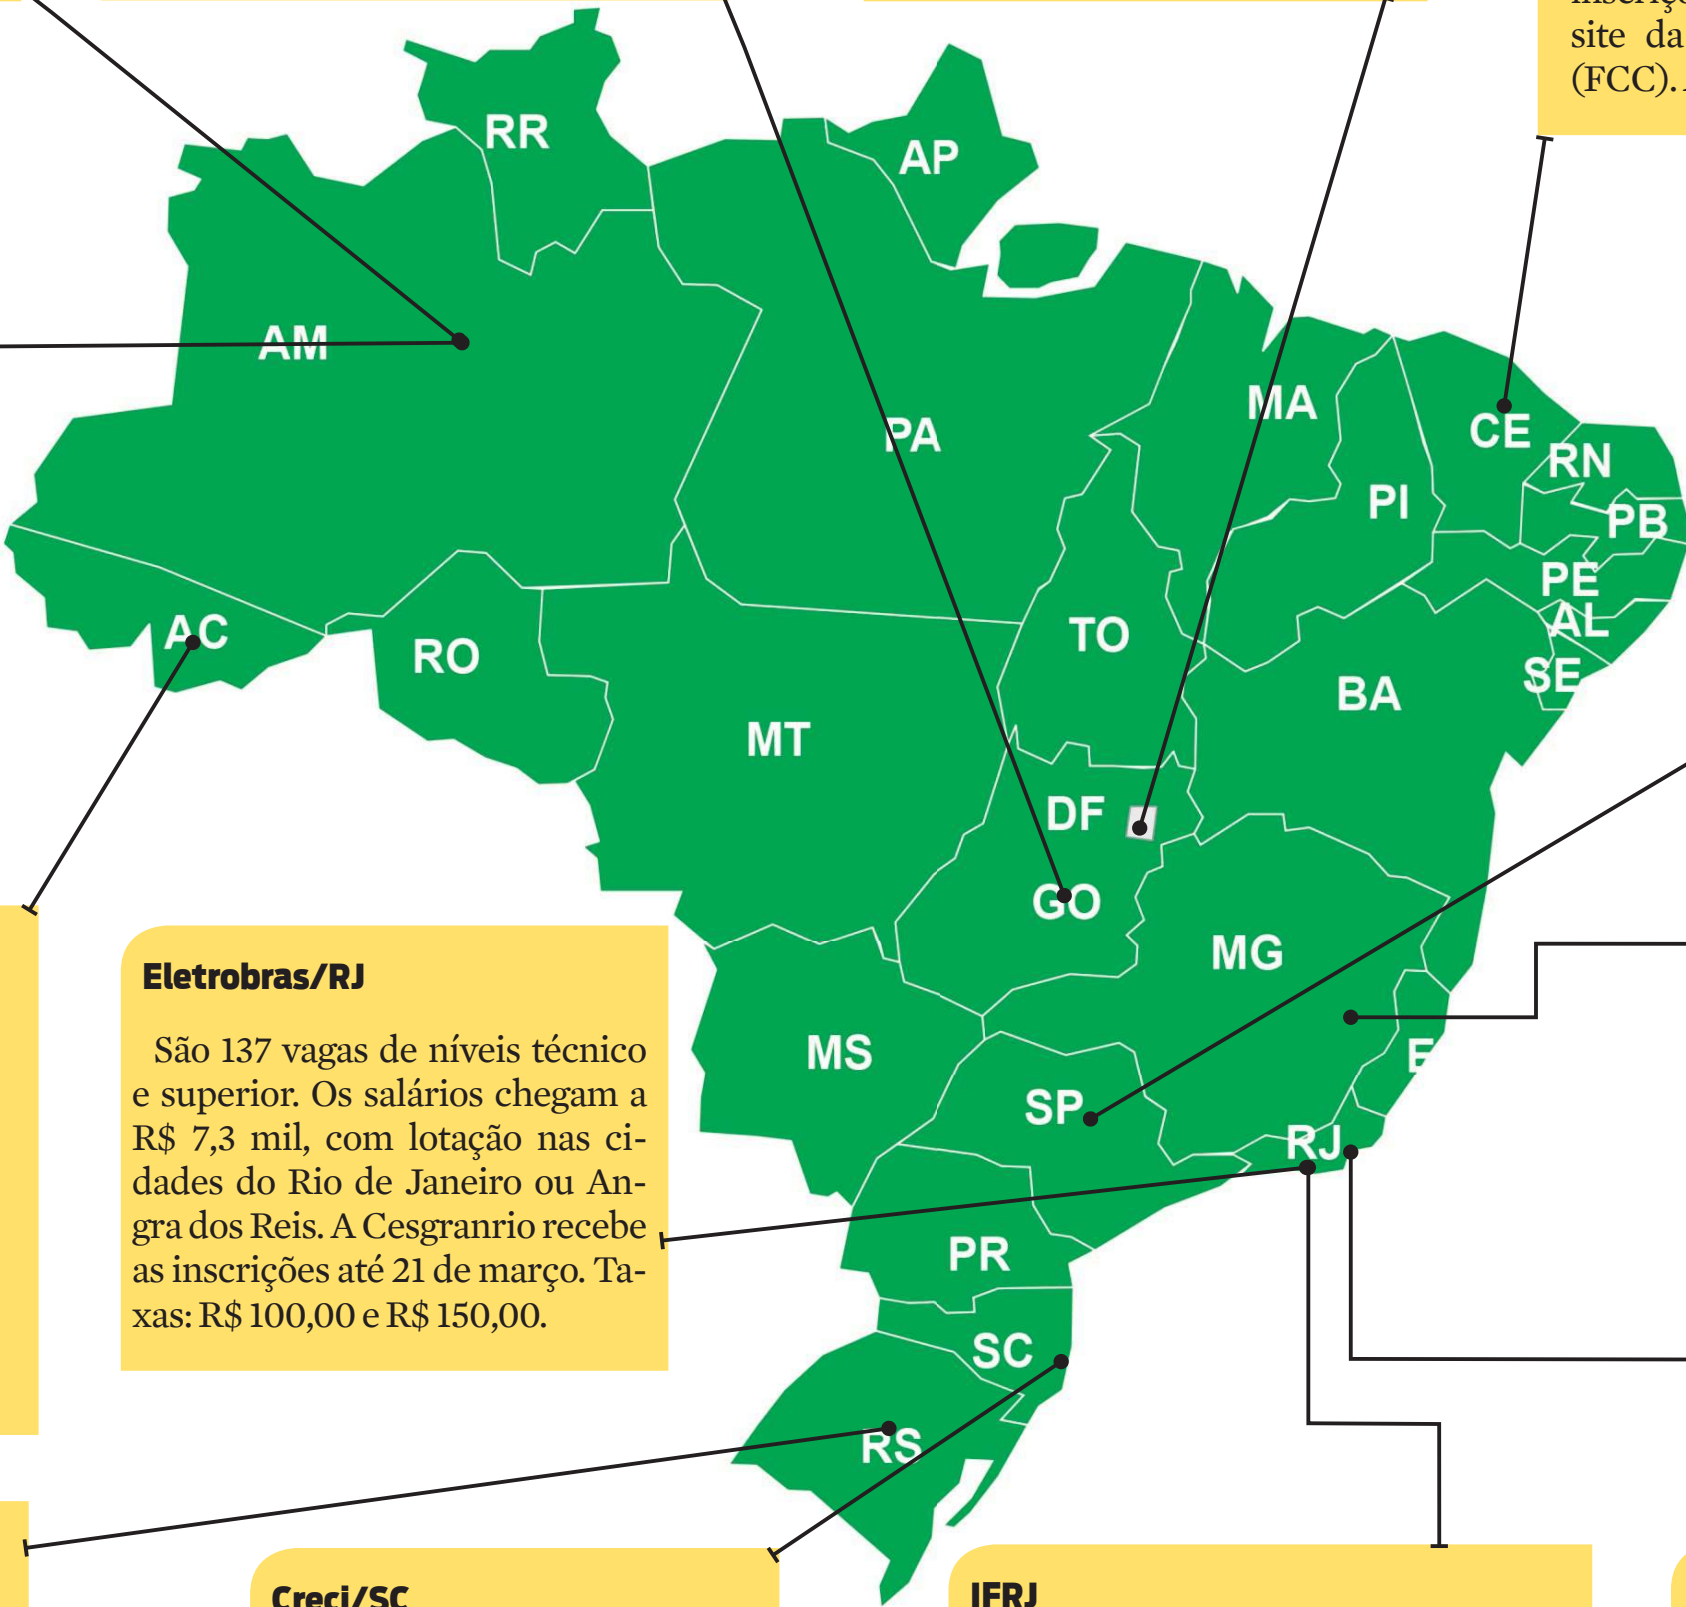 site da
(FCC).
RR
AP
AM
MA
PA
CE
RN
PI
PB
PE
AL
AC
TO
RO
SE
BA
MT
DF
GO
MG
Eletrobras/RJ
São 137 vagas de níveis técnico
e superior. Os salários chegam a
R$ 7,3 mil, com lotação nas ci-
dades do Rio de Janeiro ou An-
gra dos Reis. A Cesgranrio recebe
as inscrições até 21 de março. Ta-
xas: R$ 100,00 e R$ 150,00.
MS
E
SP
RJ
PR
SC
RS
Creci/SC
IFRJ